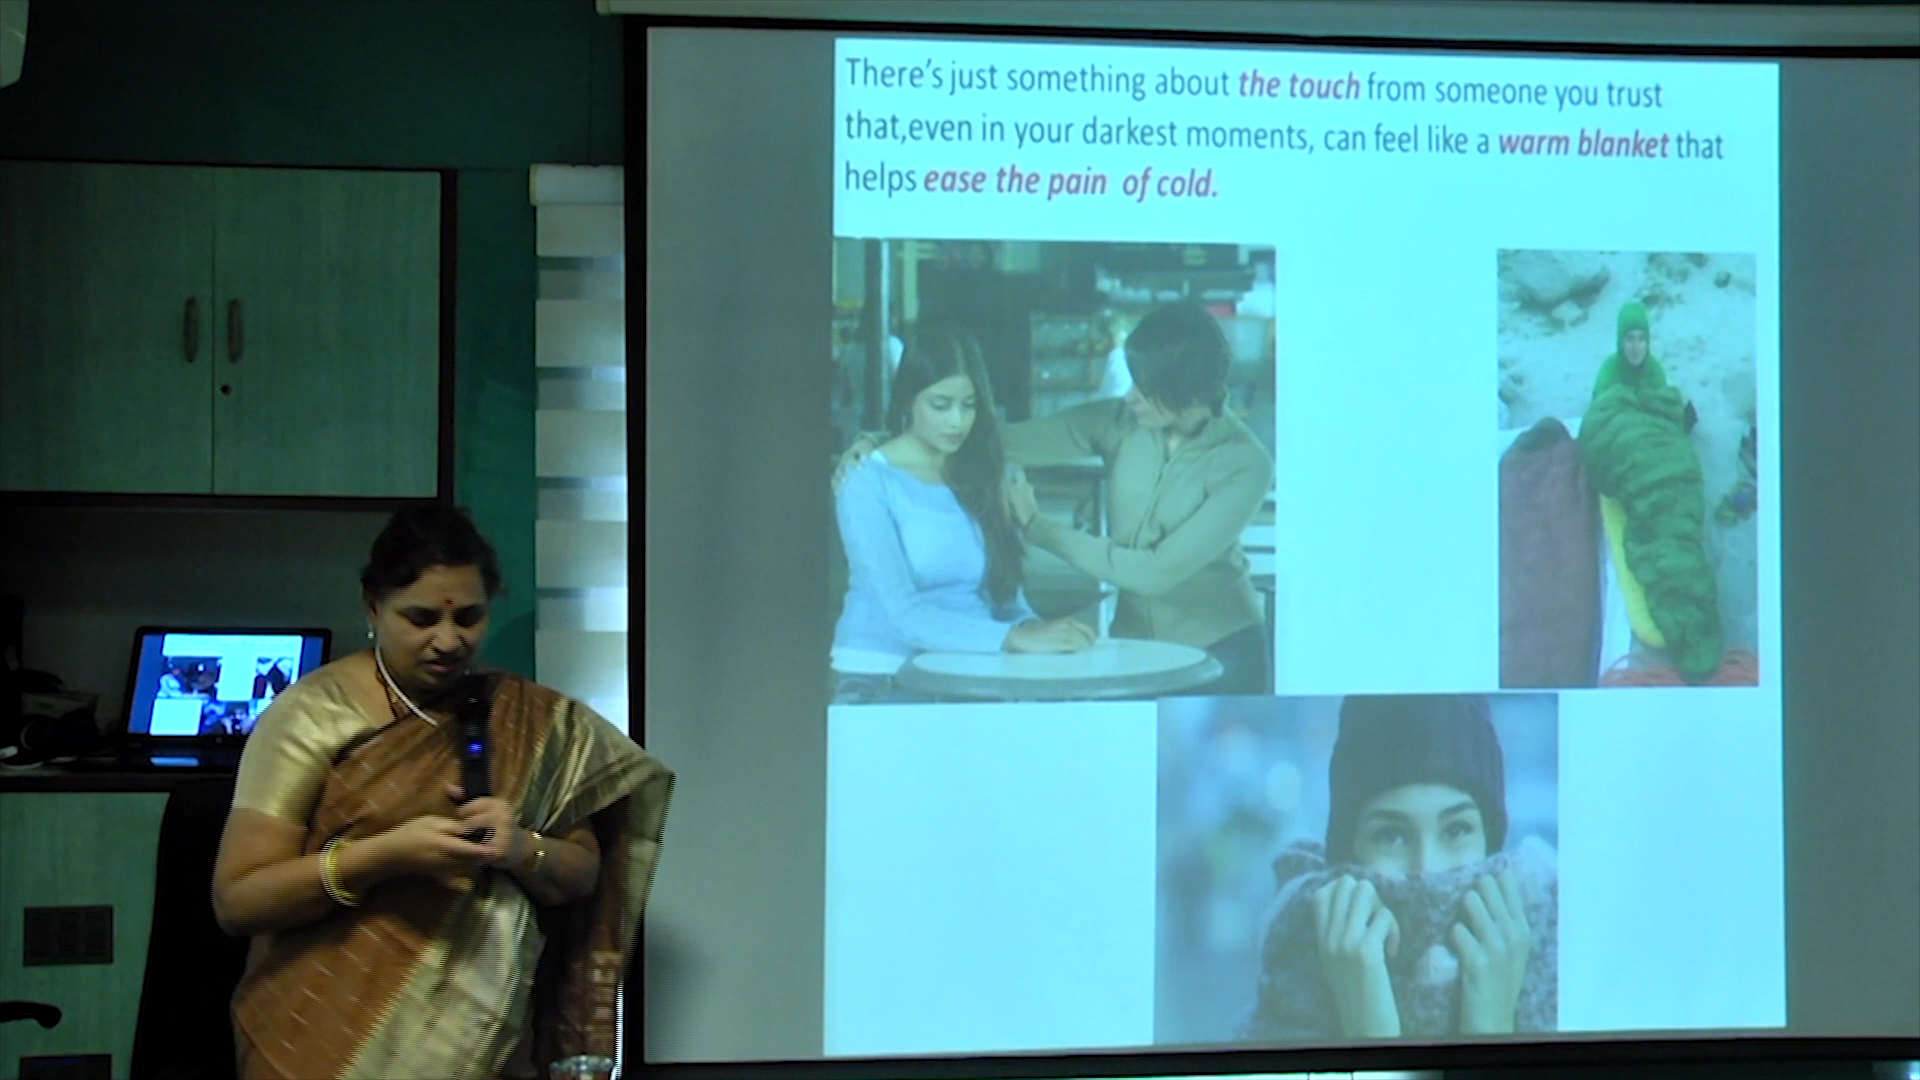 There's just something about the touch from someone you trust
that,even in your darkest moments, can feel like a warm blanket that
helps ease the pain of cold.